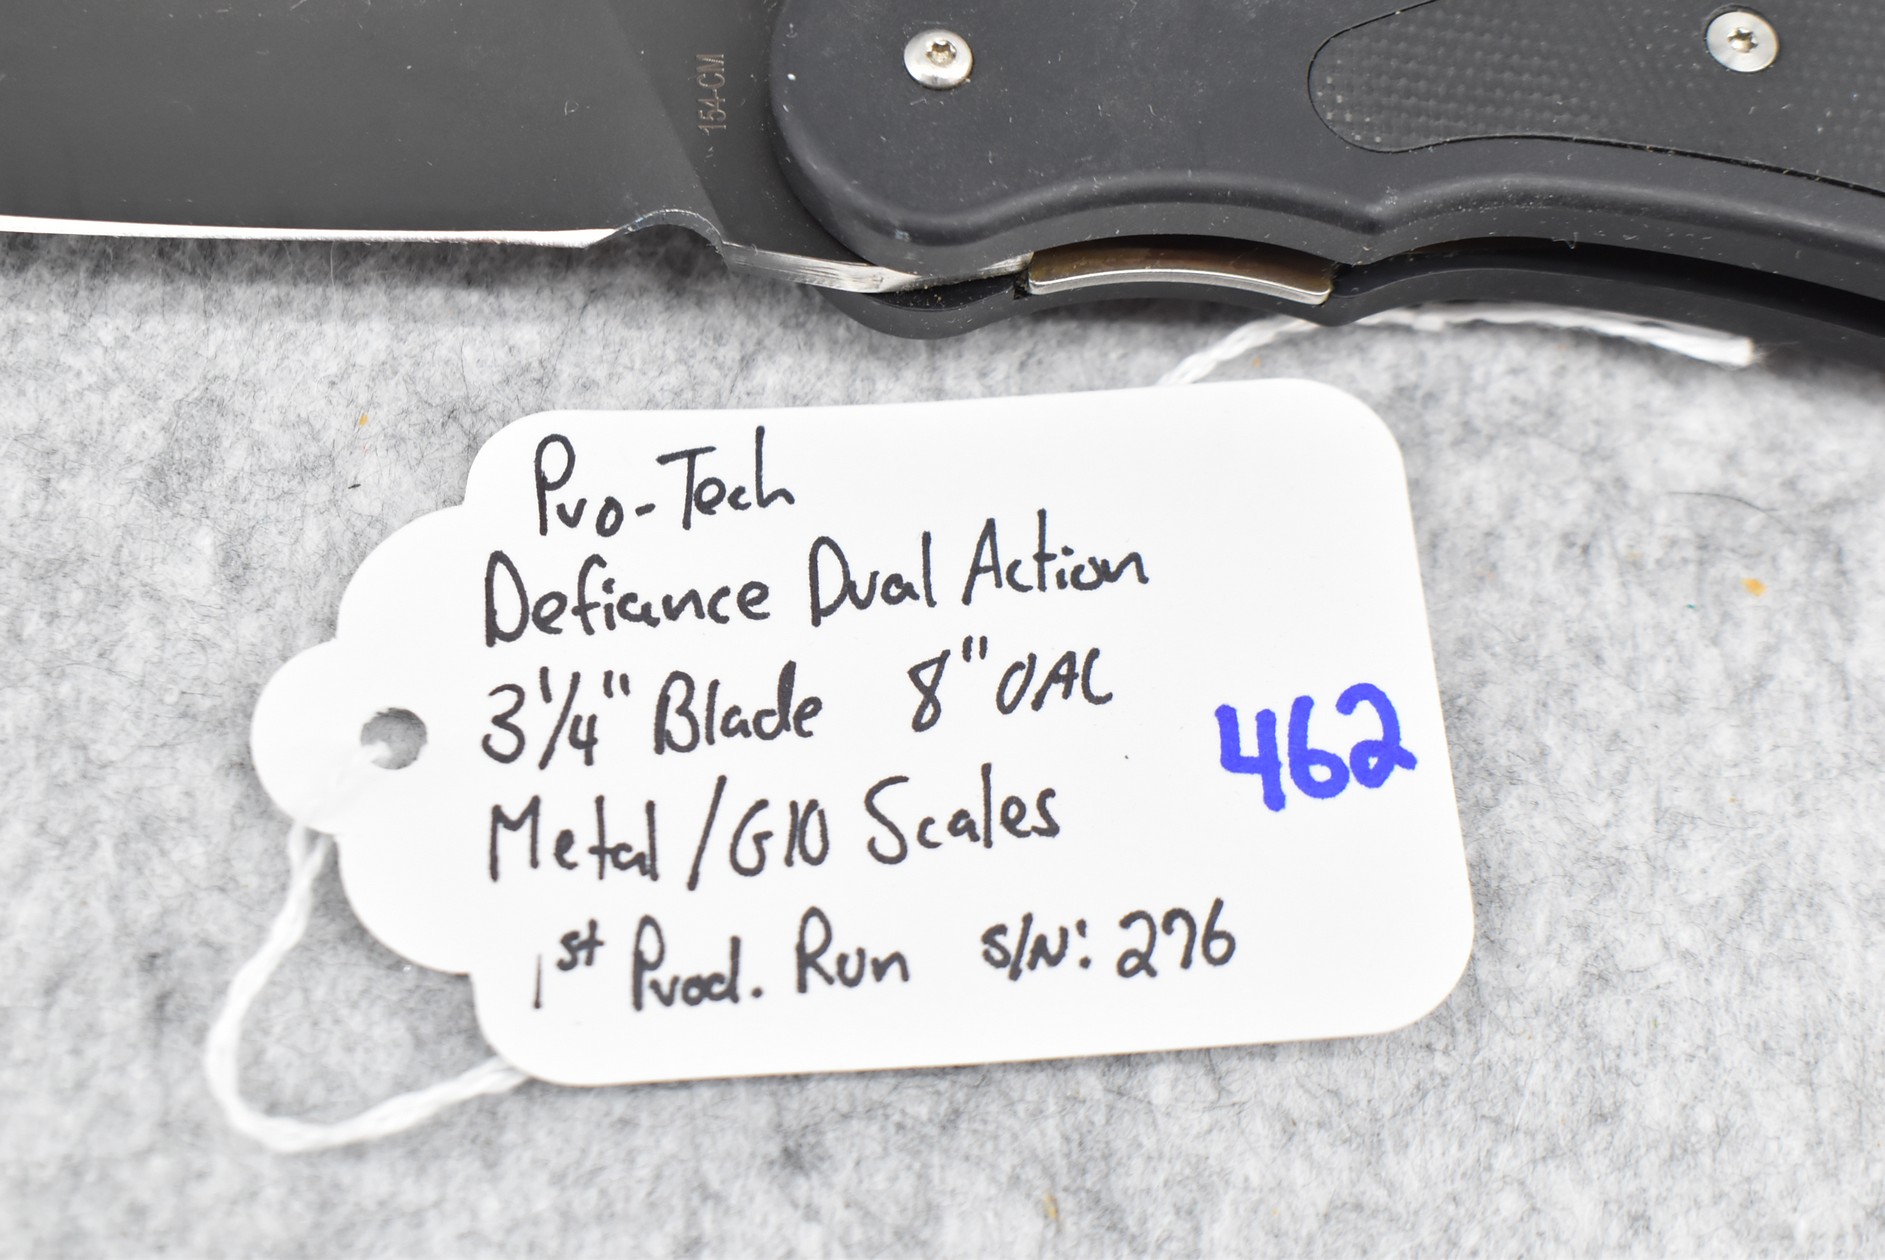 154-CM
Pro-Tech
Defiance Dual Action
3 1/4" Blade 8" OAL
462
Metal/G10 Scales
1st Prod. Run S/N: 276